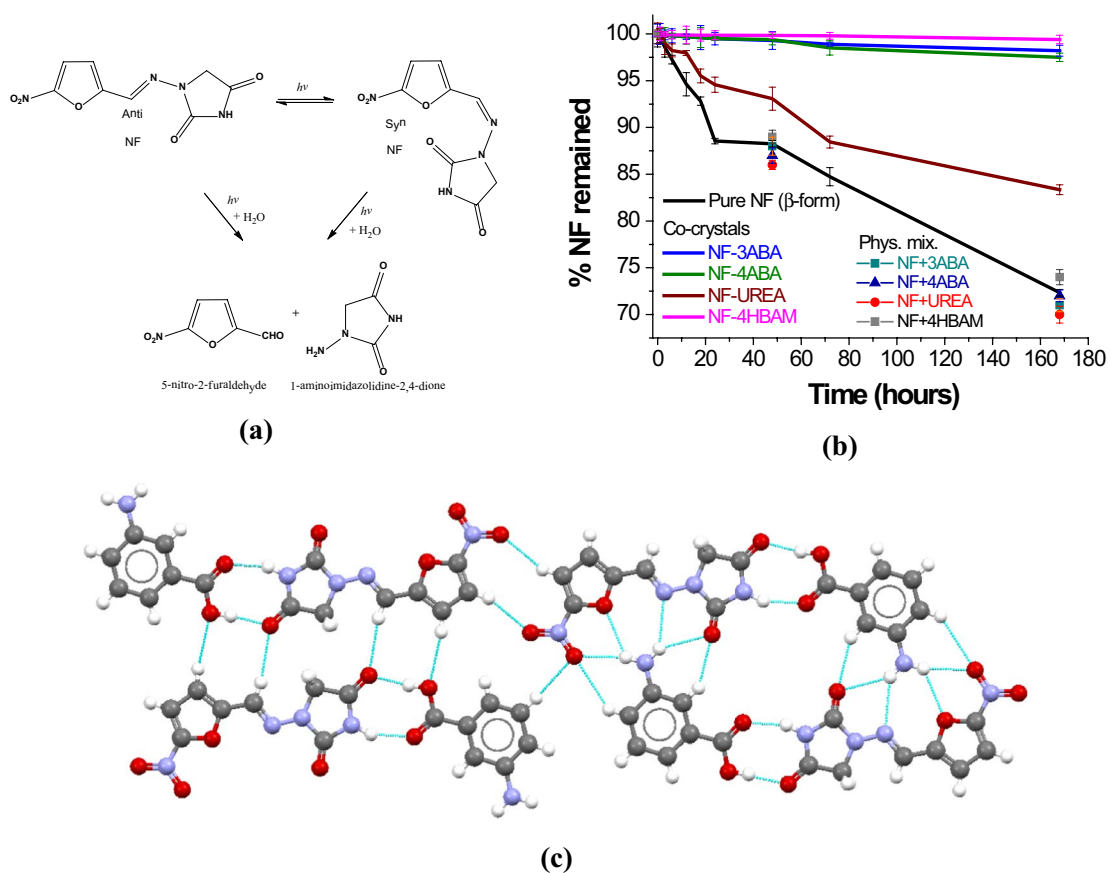 O₂N
O
N
Anti
NF
N
O
NH
O
hν
O₂N
O
Syn
NF
N
N
O
HN
O
hν
+ H₂O
hν
+ H₂O
O₂N
O
CHO
+
O
N
NH
H₂N
O
5-nitro-2-furaldehyde
1-aminoimidazolidine-2,4-dione
(a)
% NF remained
100
95
90
85
80
75
70
Pure NF (β-form)
Co-crystals
NF-3ABA
NF-4ABA
NF-UREA
NF-4HBAM
Phys. mix.
NF+3ABA
NF+4ABA
NF+UREA
NF+4HBAM
0 20 40 60 80 100 120 140 160 180
Time (hours)
(b)
(c)